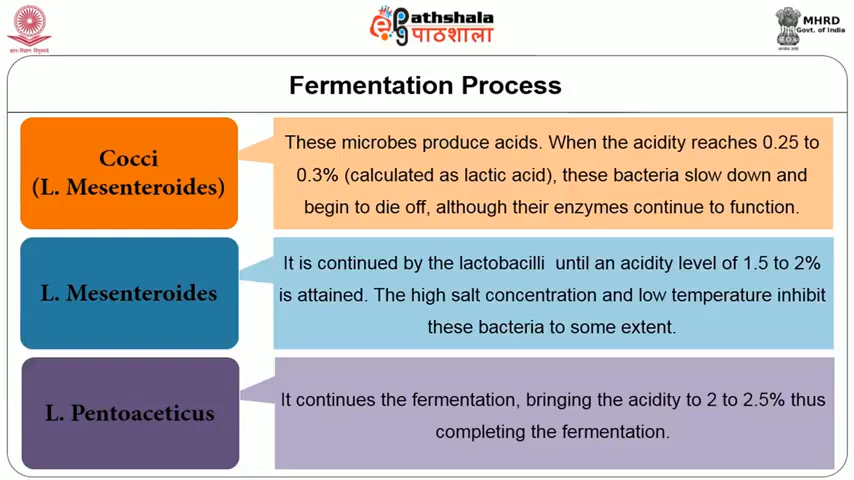 ePathshala
पाठशाला
MHRD
Govt. of India
Fermentation Process
Cocci
(L. Mesenteroides)
These microbes produce acids. When the acidity reaches 0.25 to
0.3% (calculated as lactic acid), these bacteria slow down and
begin to die off, although their enzymes continue to function.
L. Mesenteroides
It is continued by the lactobacilli until an acidity level of 1.5 to 2%
is attained. The high salt concentration and low temperature inhibit
these bacteria to some extent.
L. Pentoaceticus
It continues the fermentation, bringing the acidity to 2 to 2.5% thus
completing the fermentation.